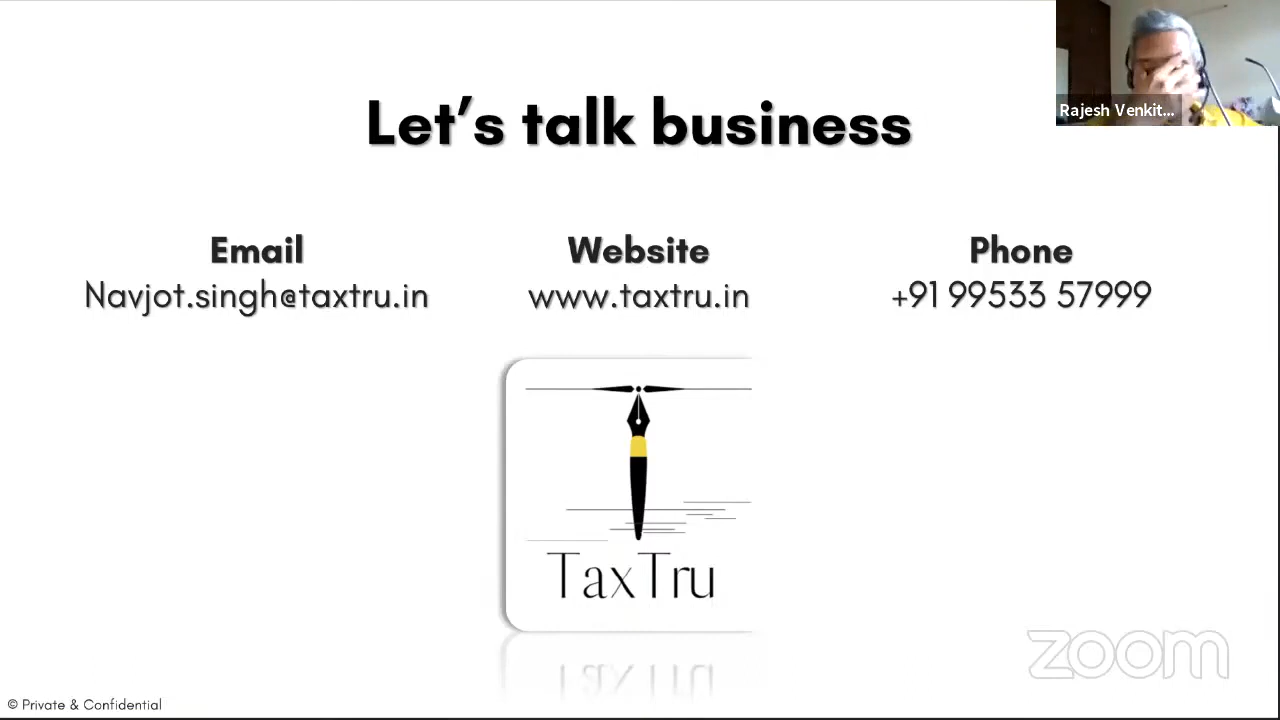 Let's talk business
Rajesh Venkit...
Email
Navjot.singh@taxtru.in
Website
www.taxtru.in
Phone
+91 99533 57999
TaxTru
zoom
© Private & Confidential